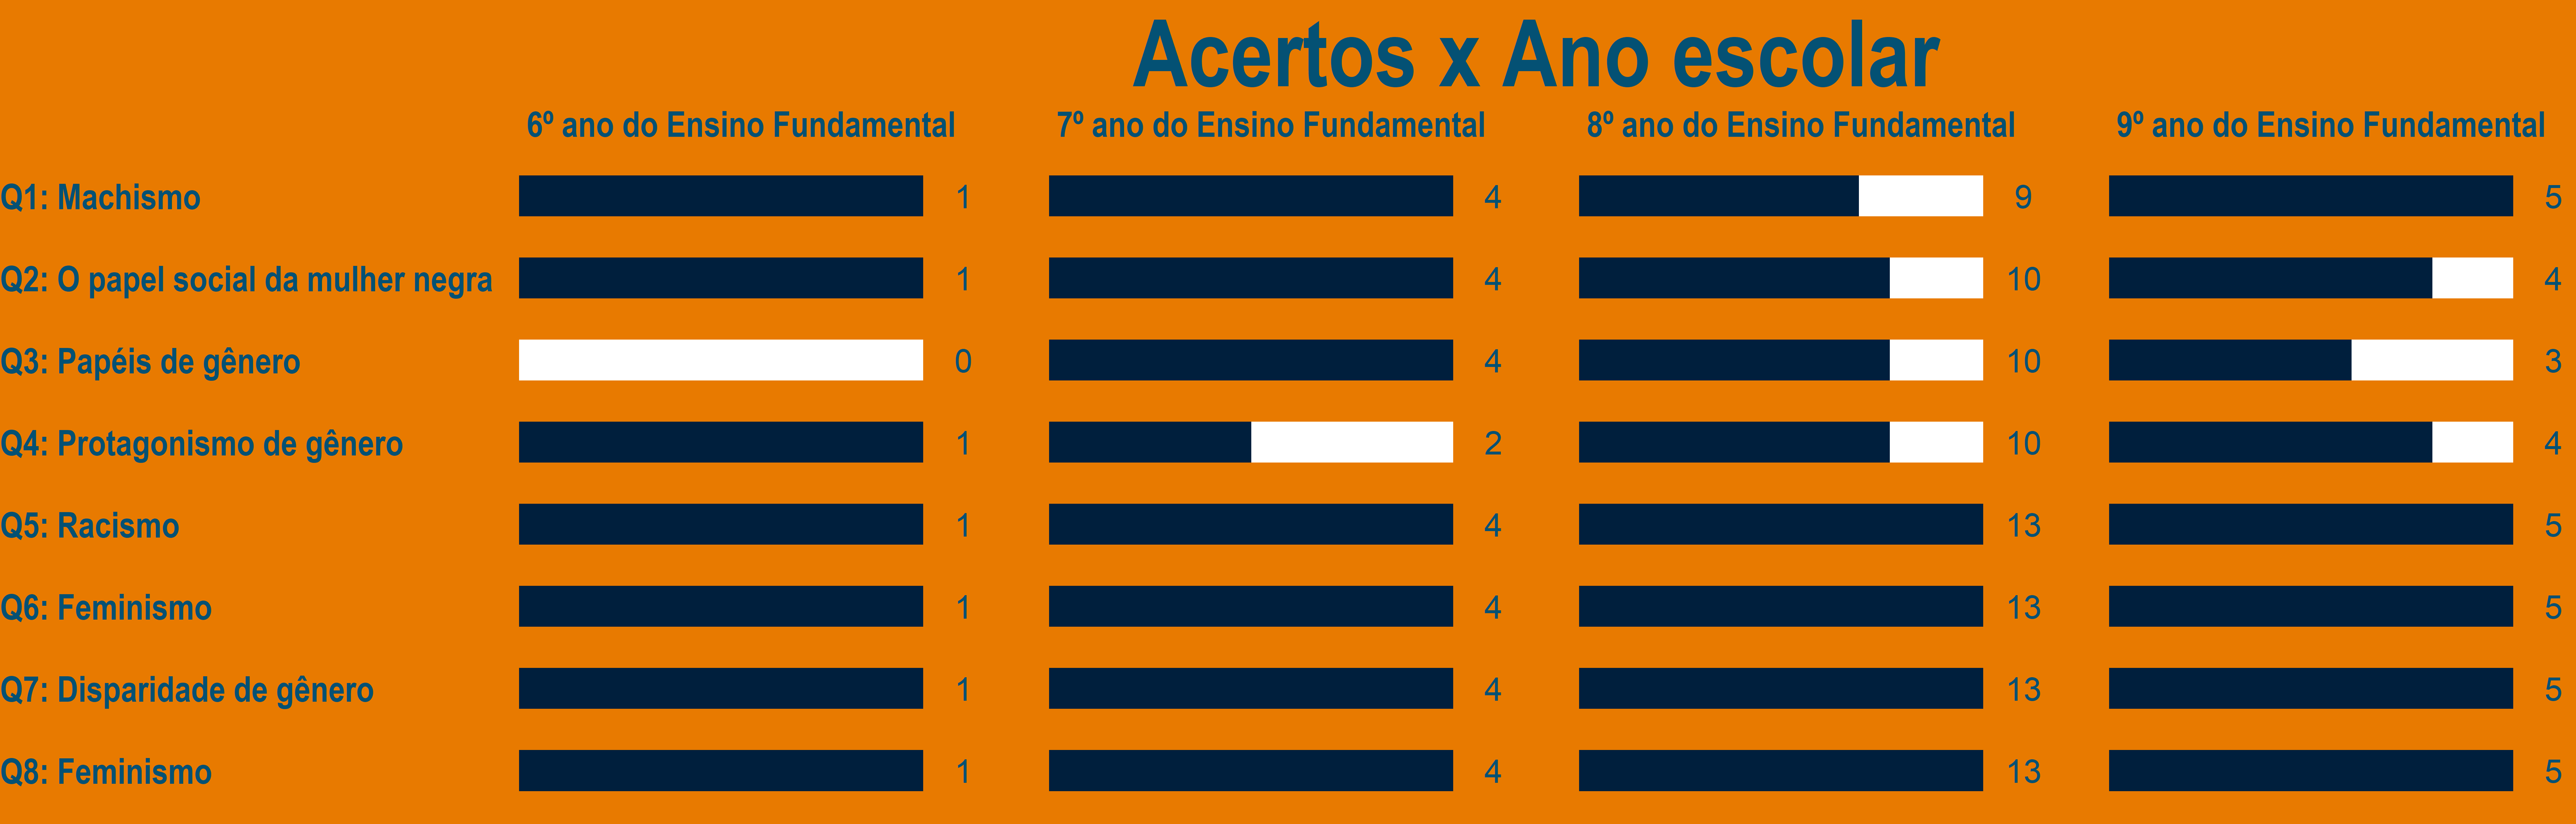 Acertos x Ano escolar
6º ano do Ensino Fundamental 7º ano do Ensino Fundamental 8º ano do Ensino Fundamental 9º ano do Ensino Fundamental
Q1: Machismo 1 4 9 5
Q2: O papel social da mulher negra 1 4 10 4
Q3: Papéis de gênero 0 4 10 3
Q4: Protagonismo de gênero 1 2 10 4
Q5: Racismo 1 4 13 5
Q6: Feminismo 1 4 13 5
Q7: Disparidade de gênero 1 4 13 5
Q8: Feminismo 1 4 13 5